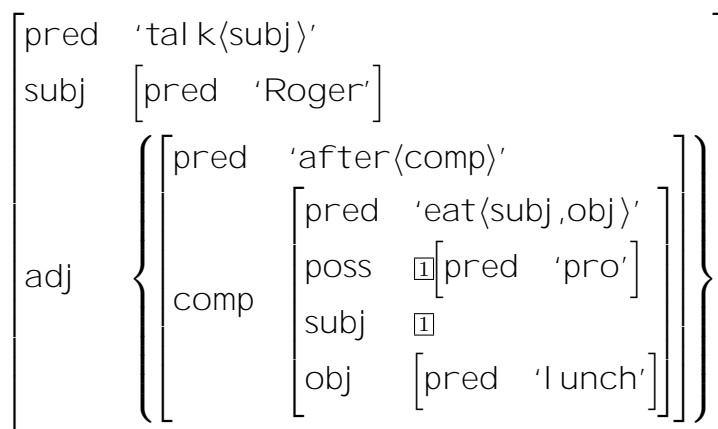 pred ‘talk⟨subj⟩’
subj [pred ‘Roger’]
pred ‘after⟨comp⟩’
pred ‘eat⟨subj,obj⟩’
adj comp poss 1[pred ‘pro’]
subj 1
obj [pred ‘lunch’]